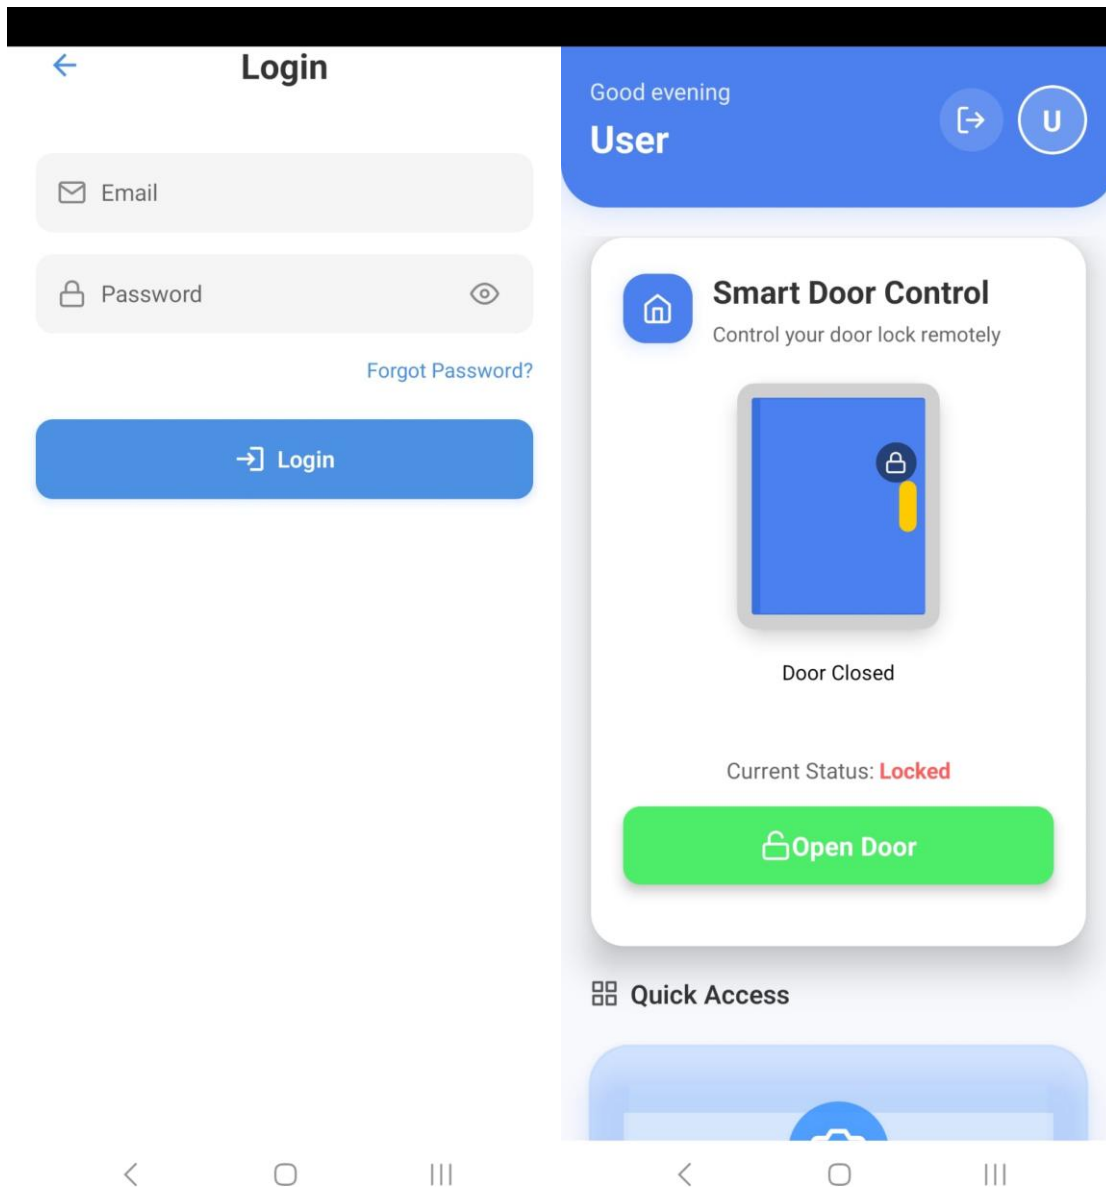 Login
Email
Password
Forgot Password?
Login
Good evening
User
U
Smart Door Control
Control your door lock remotely
Door Closed
Current Status: Locked
Open Door
Quick Access